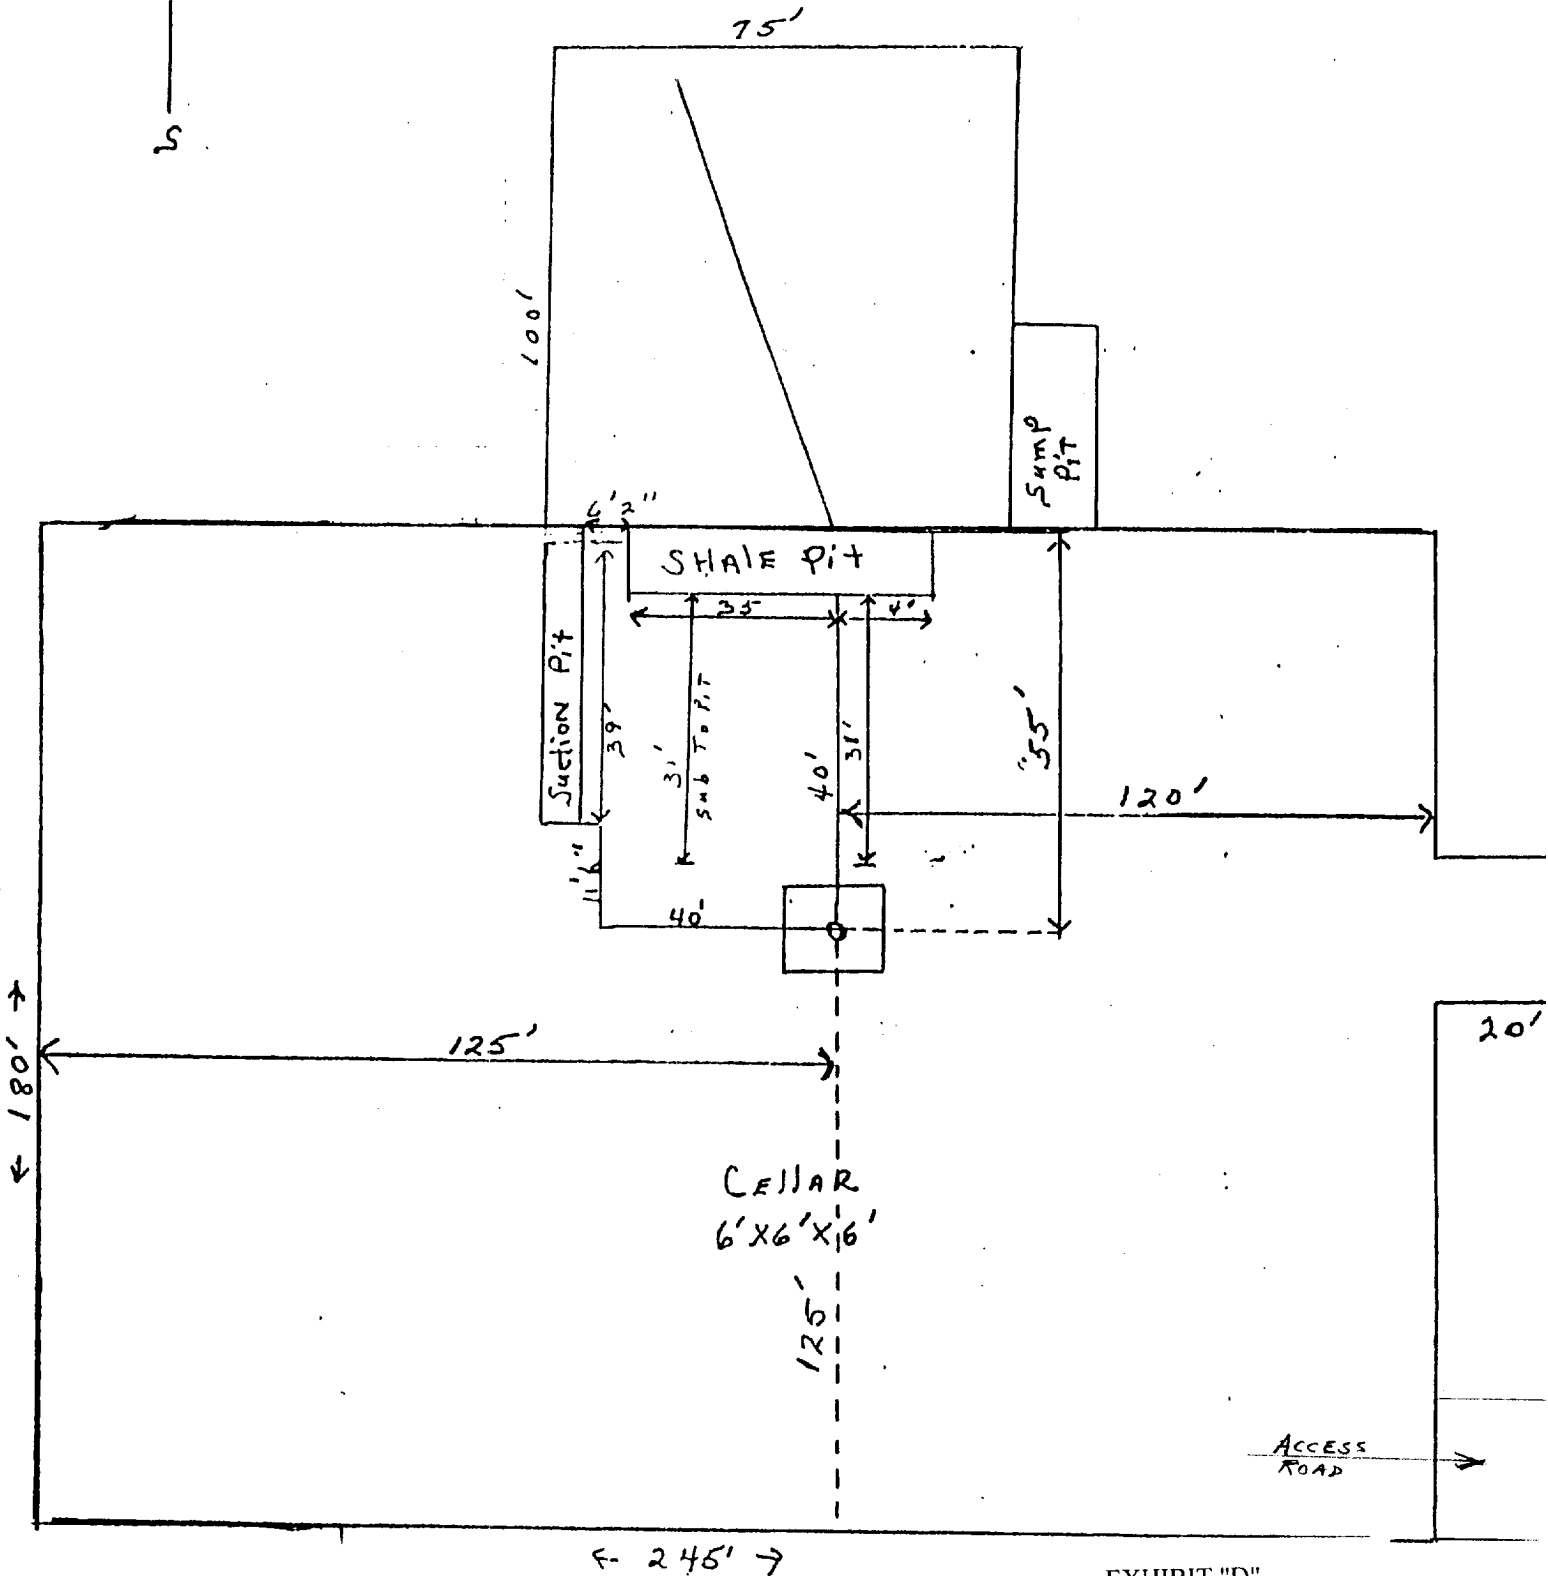 75'
S
100'
Sump
Pit
6'2"
SHALE Pit
35
4'
Suction Pit
39'
31'
Sub To Pit
40'
31'
55'
120'
11'6"
40'
20'
125'
180'
CELLAR
6'X6'X6'
125'
ACCESS
ROAD
245'
EXHIBIT "D"